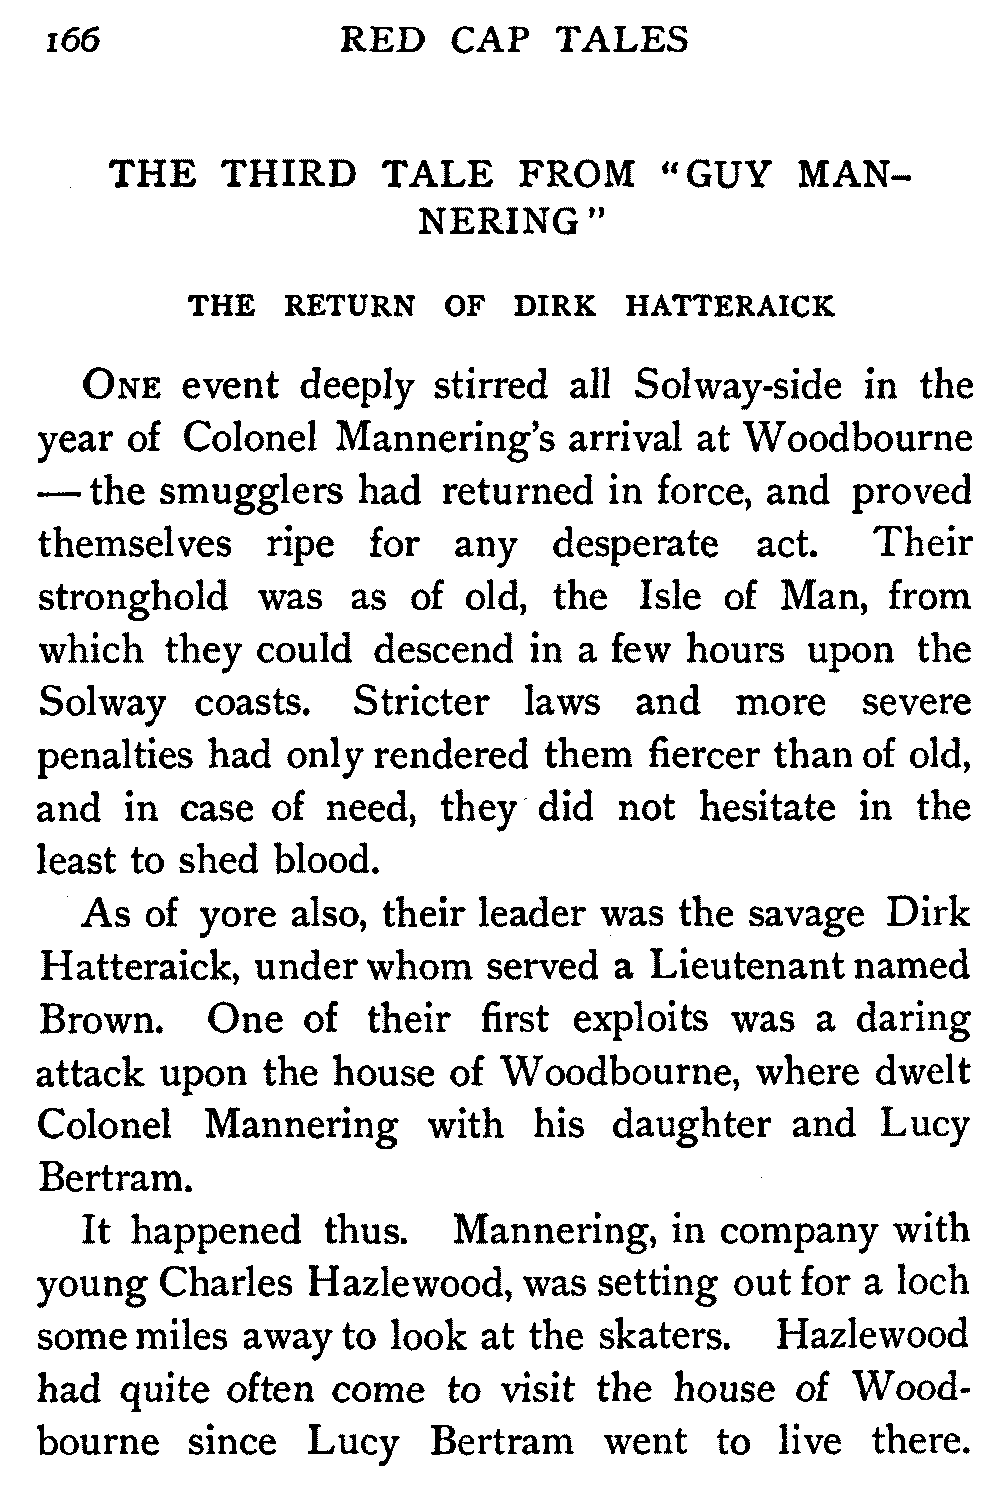 166 RED CAP TALES
THE THIRD TALE FROM "GUY MAN-
NERING"
THE RETURN OF DIRK HATTERAICK
ONE event deeply stirred all Solway-side in the
year of Colonel Mannering's arrival at Woodbourne
— the smugglers had returned in force, and proved
themselves ripe for any desperate act. Their
stronghold was as of old, the Isle of Man, from
which they could descend in a few hours upon the
Solway coasts. Stricter laws and more severe
penalties had only rendered them fiercer than of old,
and in case of need, they did not hesitate in the
least to shed blood.
As of yore also, their leader was the savage Dirk
Hatteraick, under whom served a Lieutenant named
Brown. One of their first exploits was a daring
attack upon the house of Woodbourne, where dwelt
Colonel Mannering with his daughter and Lucy
Bertram.
It happened thus. Mannering, in company with
young Charles Hazlewood, was setting out for a loch
some miles away to look at the skaters. Hazlewood
had quite often come to visit the house of Wood-
bourne since Lucy Bertram went to live there.